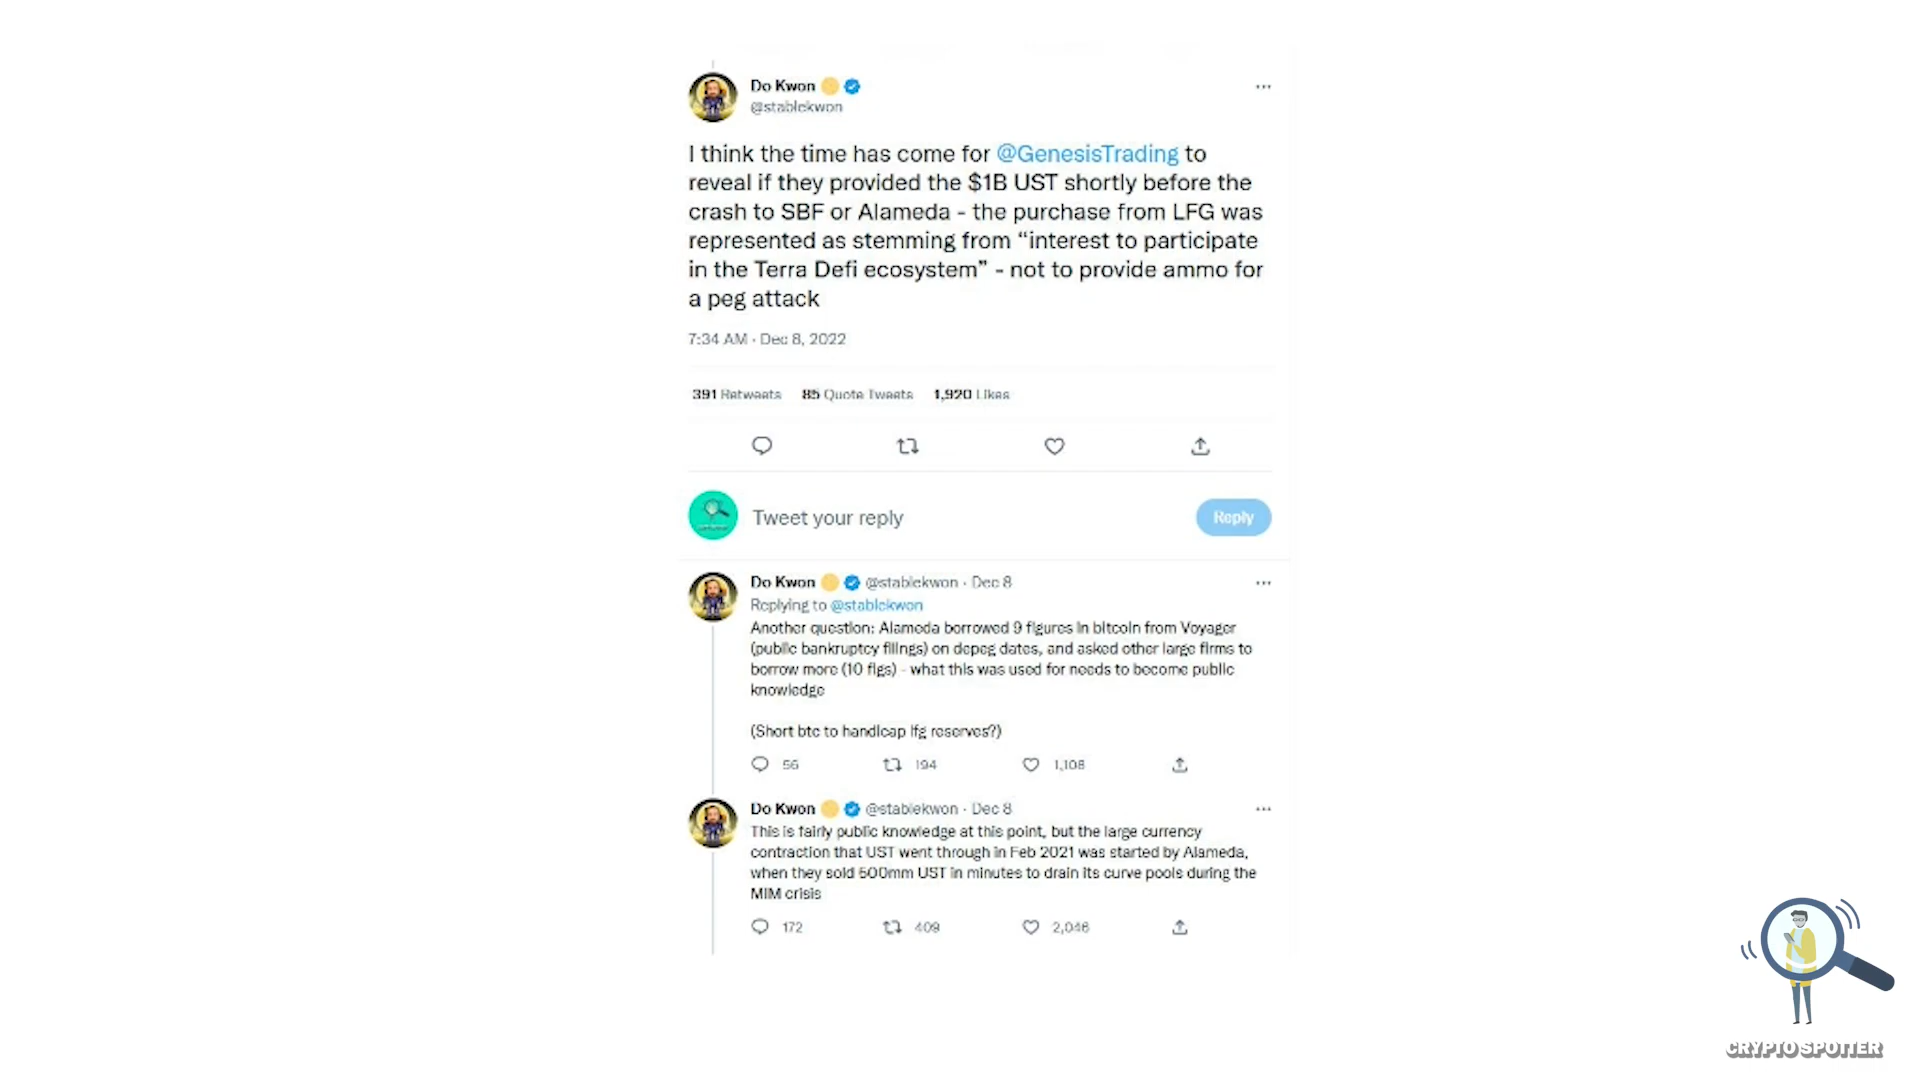 Do Kwon
@stablekwon
I think the time has come for @GenesisTrading to
reveal if they provided the $1B UST shortly before the
crash to SBF or Alameda - the purchase from LFG was
represented as stemming from “interest to participate
in the Terra Defi ecosystem” - not to provide ammo for
a peg attack
7:34 AM · Dec 8, 2022
391 Retweets 85 Quote Tweets 1,920 Likes
Tweet your reply
Reply
Do Kwon @stablekwon · Dec 8
Replying to @stablekwon
Another question: Alameda borrowed 9 figures in bitcoin from Voyager
(public bankruptcy filings) on depeg dates, and asked other large firms to
borrow more (10 figs) - what this was used for needs to become public
knowledge
(Short btc to handicap lfg reserves?)
56 194 1,108
Do Kwon @stablekwon · Dec 8
This is fairly public knowledge at this point, but the large currency
contraction that UST went through in Feb 2021 was started by Alameda,
when they sold 500mm UST in minutes to drain its curve pools during the
MIM crisis
172 409 2,046
CRYPTO SPOTTER